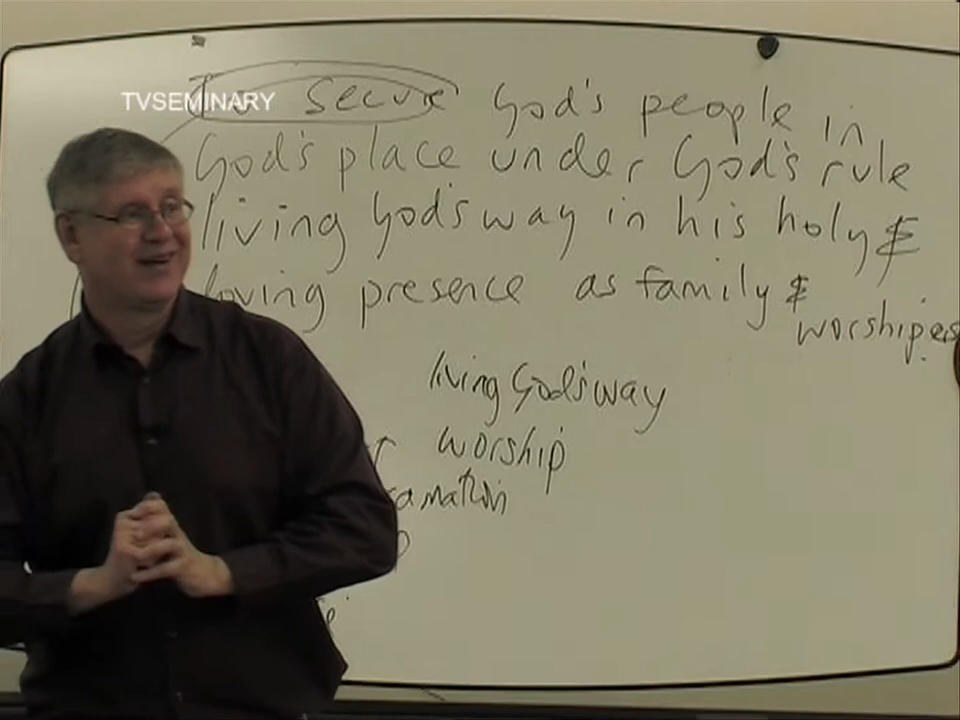 TVSEMINARY
To secure God's people in
God's place under God's rule
living God's way in his holy &
loving presence as family &
worshipers
living God's way
worship